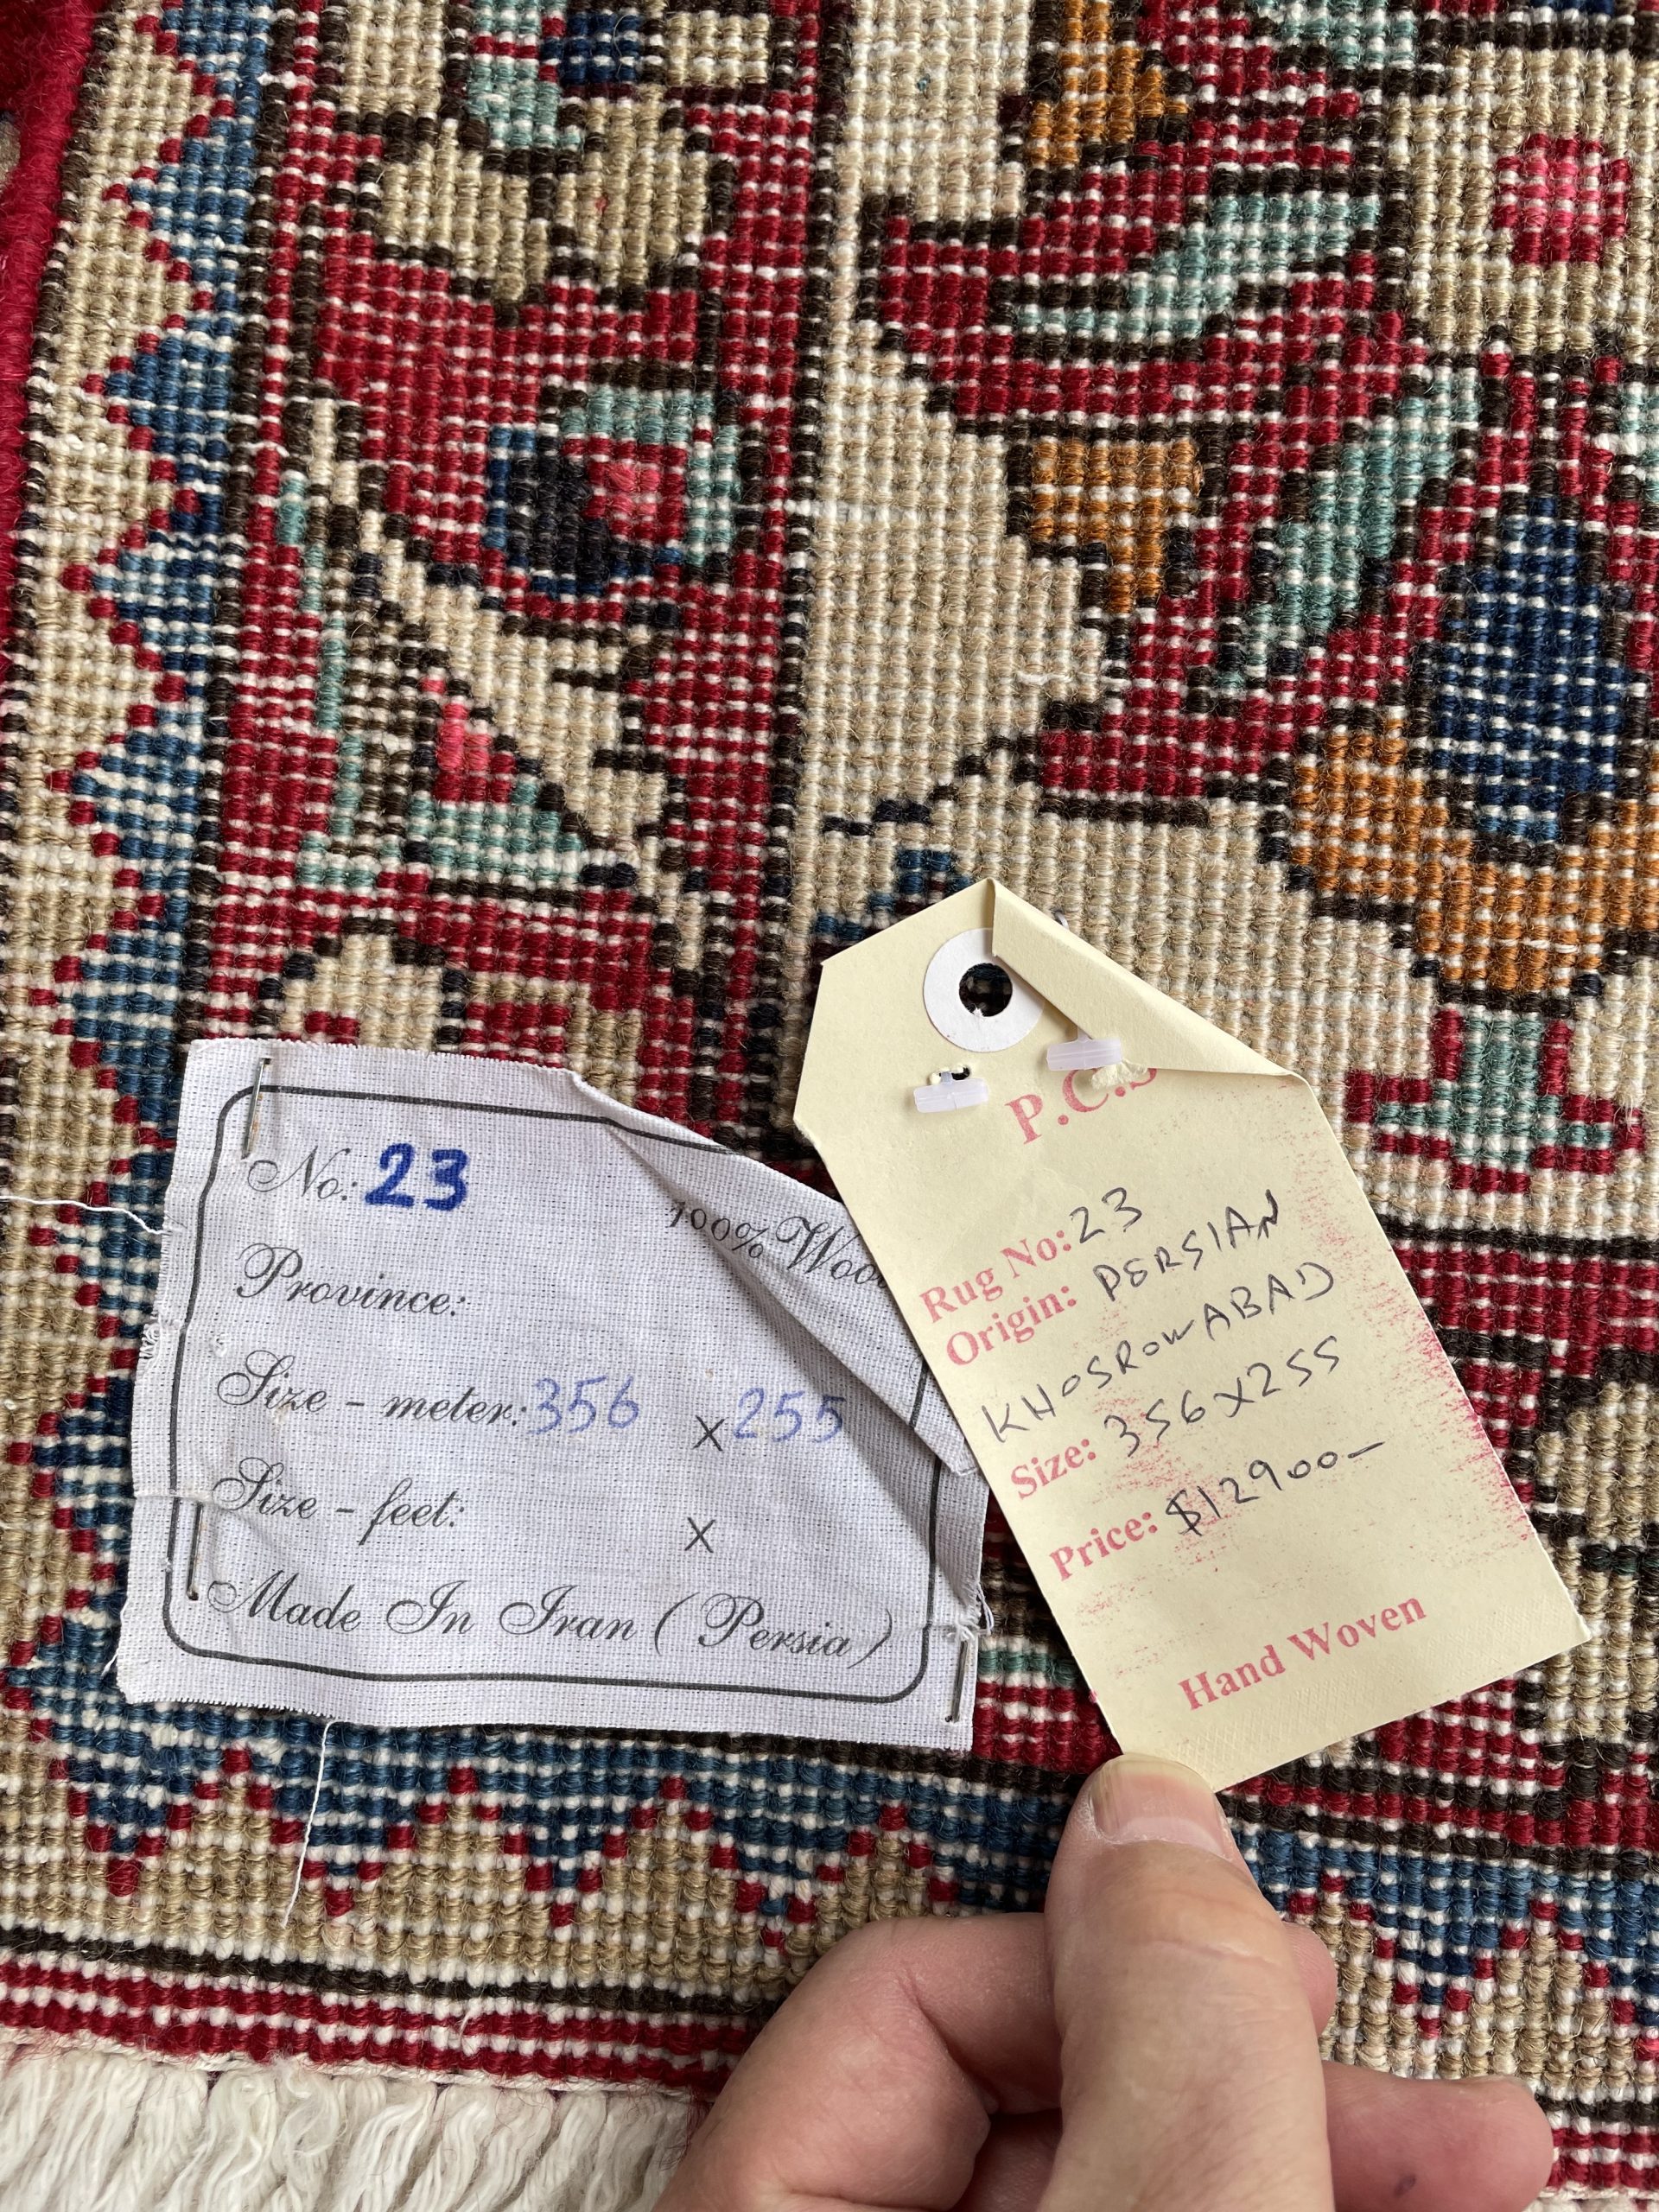 No: 23
100% Woo
Province:
Size - meter: 356 x 255
Size - feet: x
Made In Iran ( Persia )
P.C.S
Rug No: 23
Origin: PERSIAN
KHOSROWABAD
Size: 356x255
Price: $12900-
Hand Woven